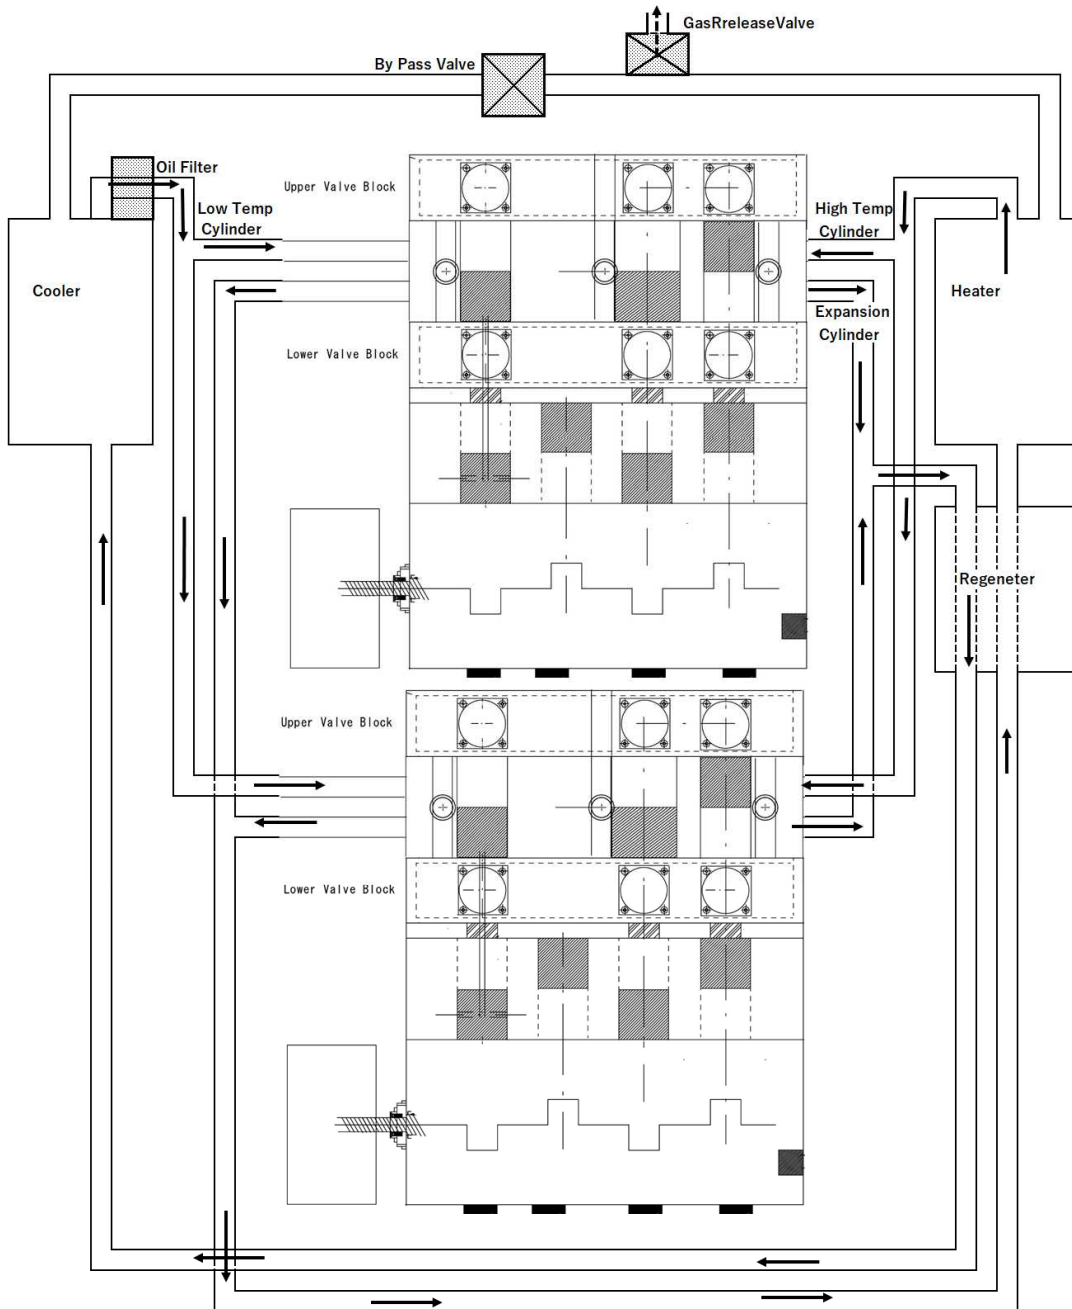 GasRreleaseValve
By Pass Valve
Oil Filter
Upper Valve Block
Low Temp
Cylinder
High Temp
Cylinder
Cooler
Heater
Expansion
Cylinder
Lower Valve Block
Regeneter
Upper Valve Block
Lower Valve Block